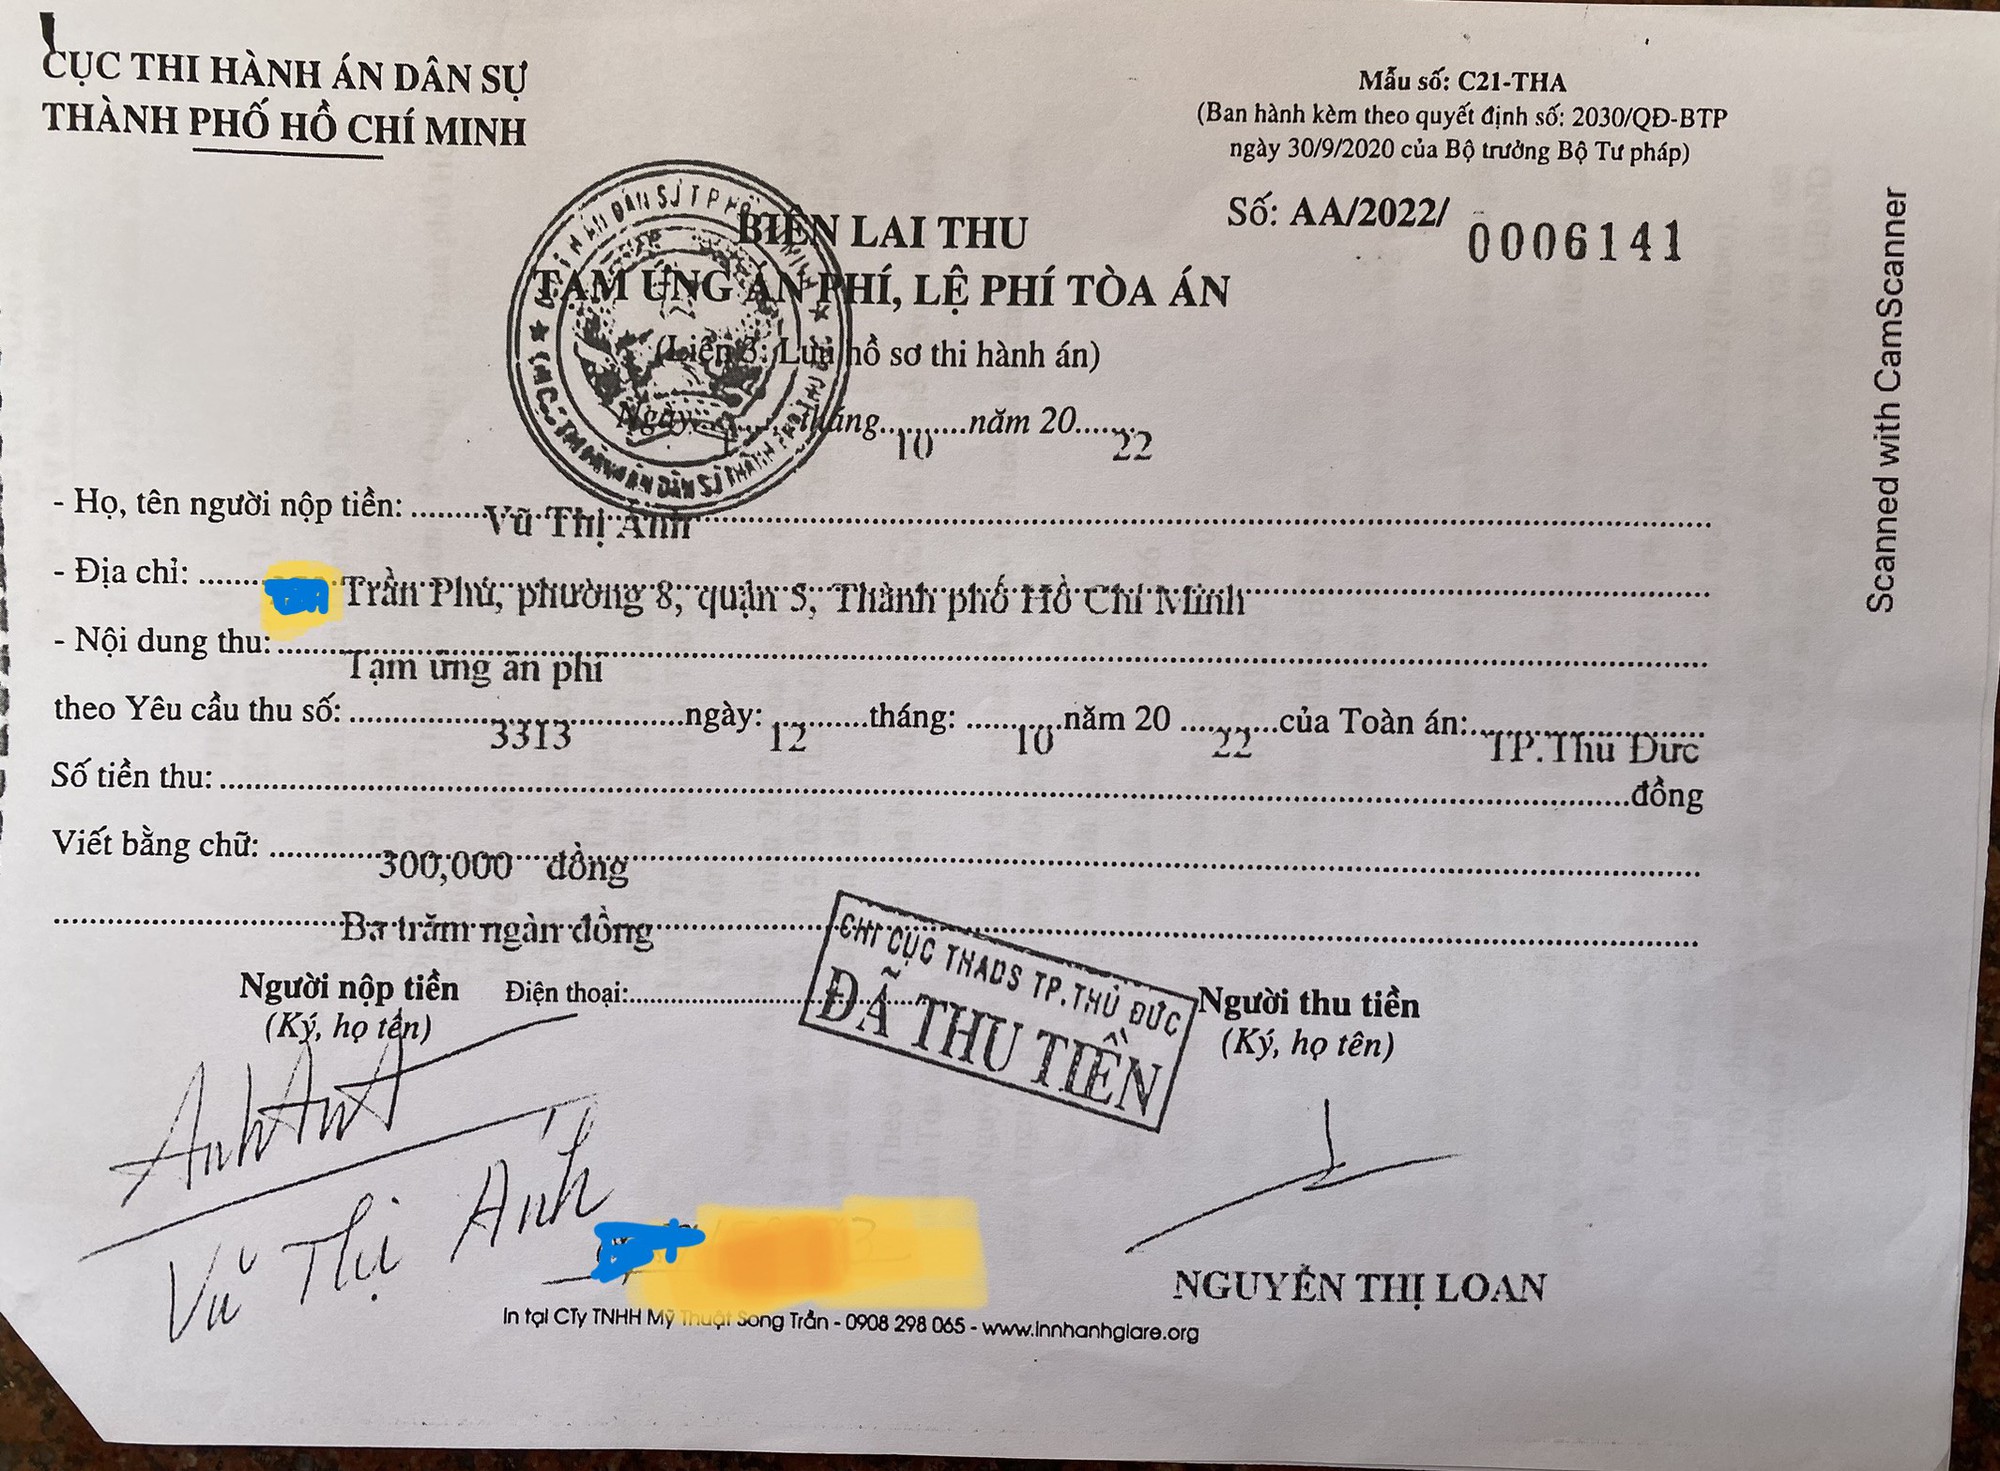 CỤC THI HÀNH ÁN DÂN SỰ
THÀNH PHỐ HỒ CHÍ MINH
Mẫu số: C21-THA
(Ban hành kèm theo quyết định số: 2030/QĐ-BTP
ngày 30/9/2020 của Bộ trưởng Bộ Tư pháp)
Số: AA/2022/ 0006141
BIÊN LAI THU
TẠM ỨNG ÁN PHÍ, LỆ PHÍ TÒA ÁN
(Liên 3: Lưu hồ sơ thi hành án)
Ngày..... tháng.....10.....năm 20.....22
- Họ, tên người nộp tiền: Vũ Thị Ánh
- Địa chỉ: Trần Phú, phường 8, quận 5, Thành phố Hồ Chí Minh
- Nội dung thu: Tạm ứng án phí
theo Yêu cầu thu số: 3313 ngày: 12 tháng: 10 năm 20 22 của Toàn án: TP.Thủ Đức
Số tiền thu: đồng
Viết bằng chữ: 300,000 đồng
Ba trăm ngàn đồng
CHI CỤC THADS TP.THỦ ĐỨC
ĐÃ THU TIỀN
Người nộp tiền Điện thoại:
(Ký, họ tên)
Người thu tiền
(Ký, họ tên)
Vũ Thị Ánh
NGUYỄN THỊ LOAN
In tại CTy TNHH Mỹ Thuật Song Trần - 0908 298 065 - www.innhanhgiare.org
Scanned with CamScanner